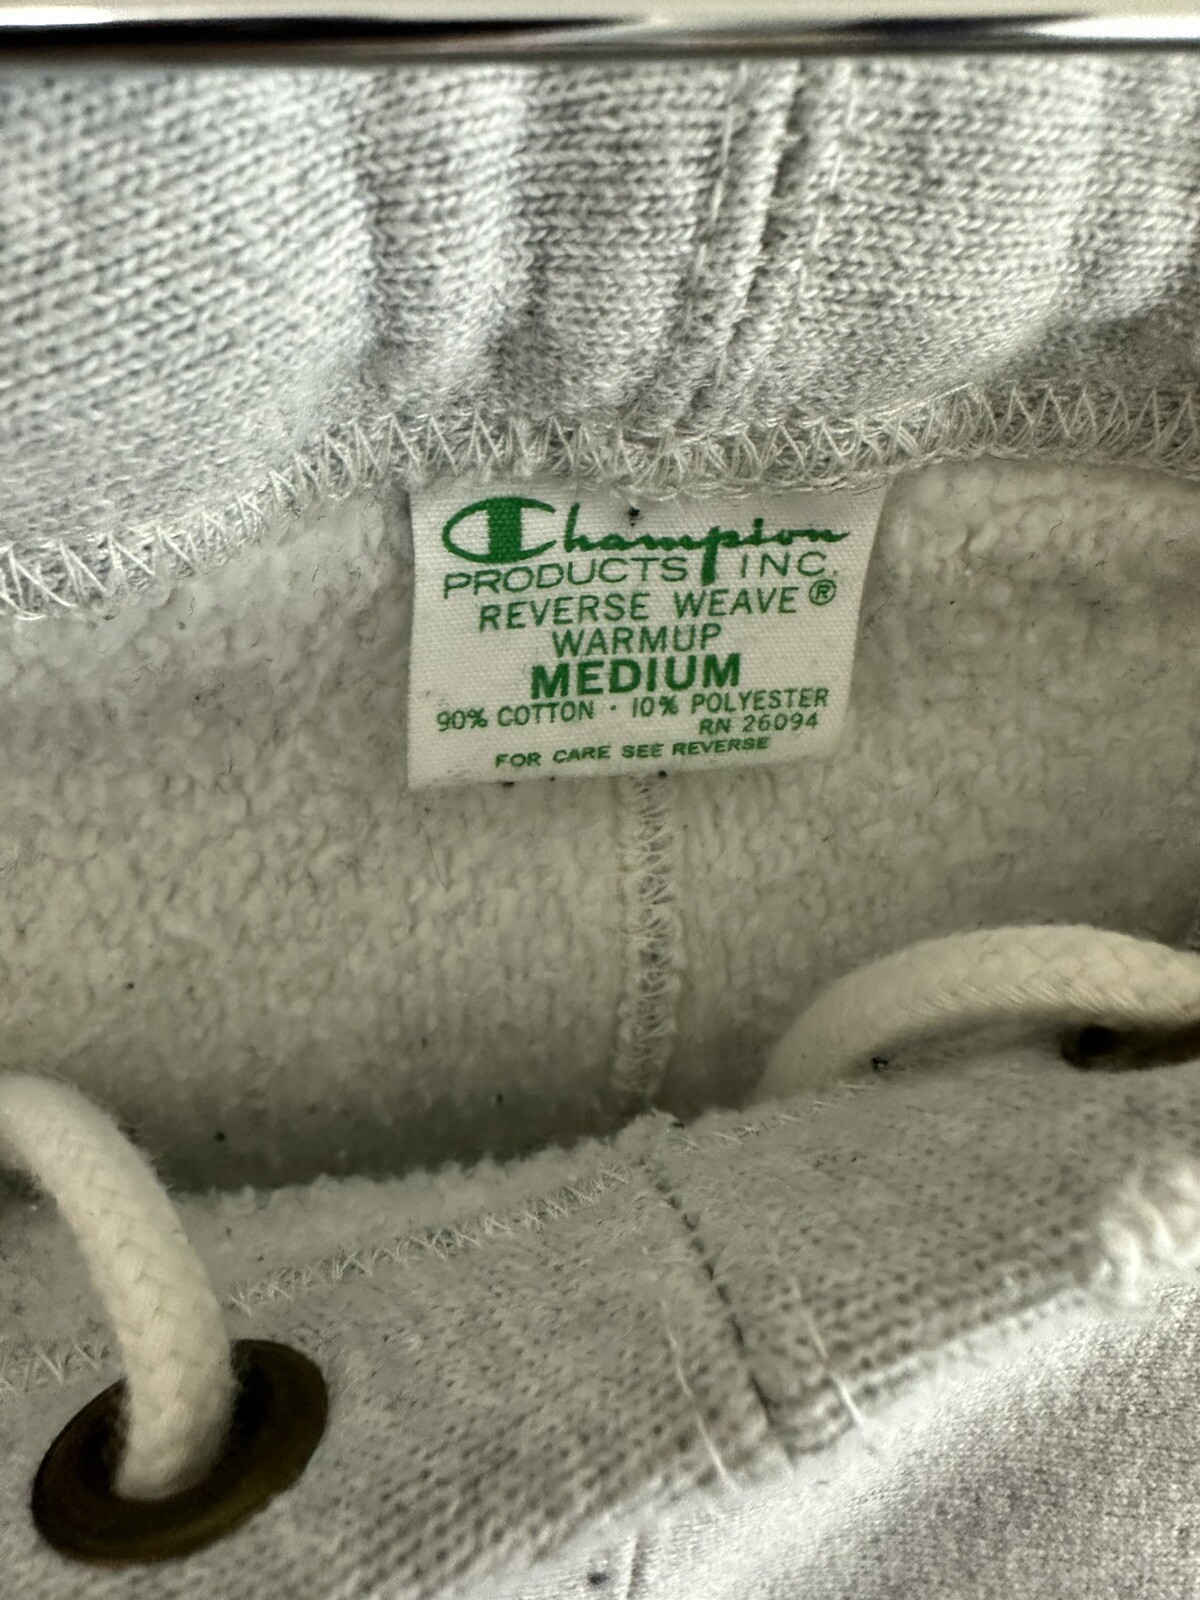 Champion
PRODUCTS INC.
REVERSE WEAVE®
WARMUP
MEDIUM
90% COTTON · 10% POLYESTER
RN 26094
FOR CARE SEE REVERSE